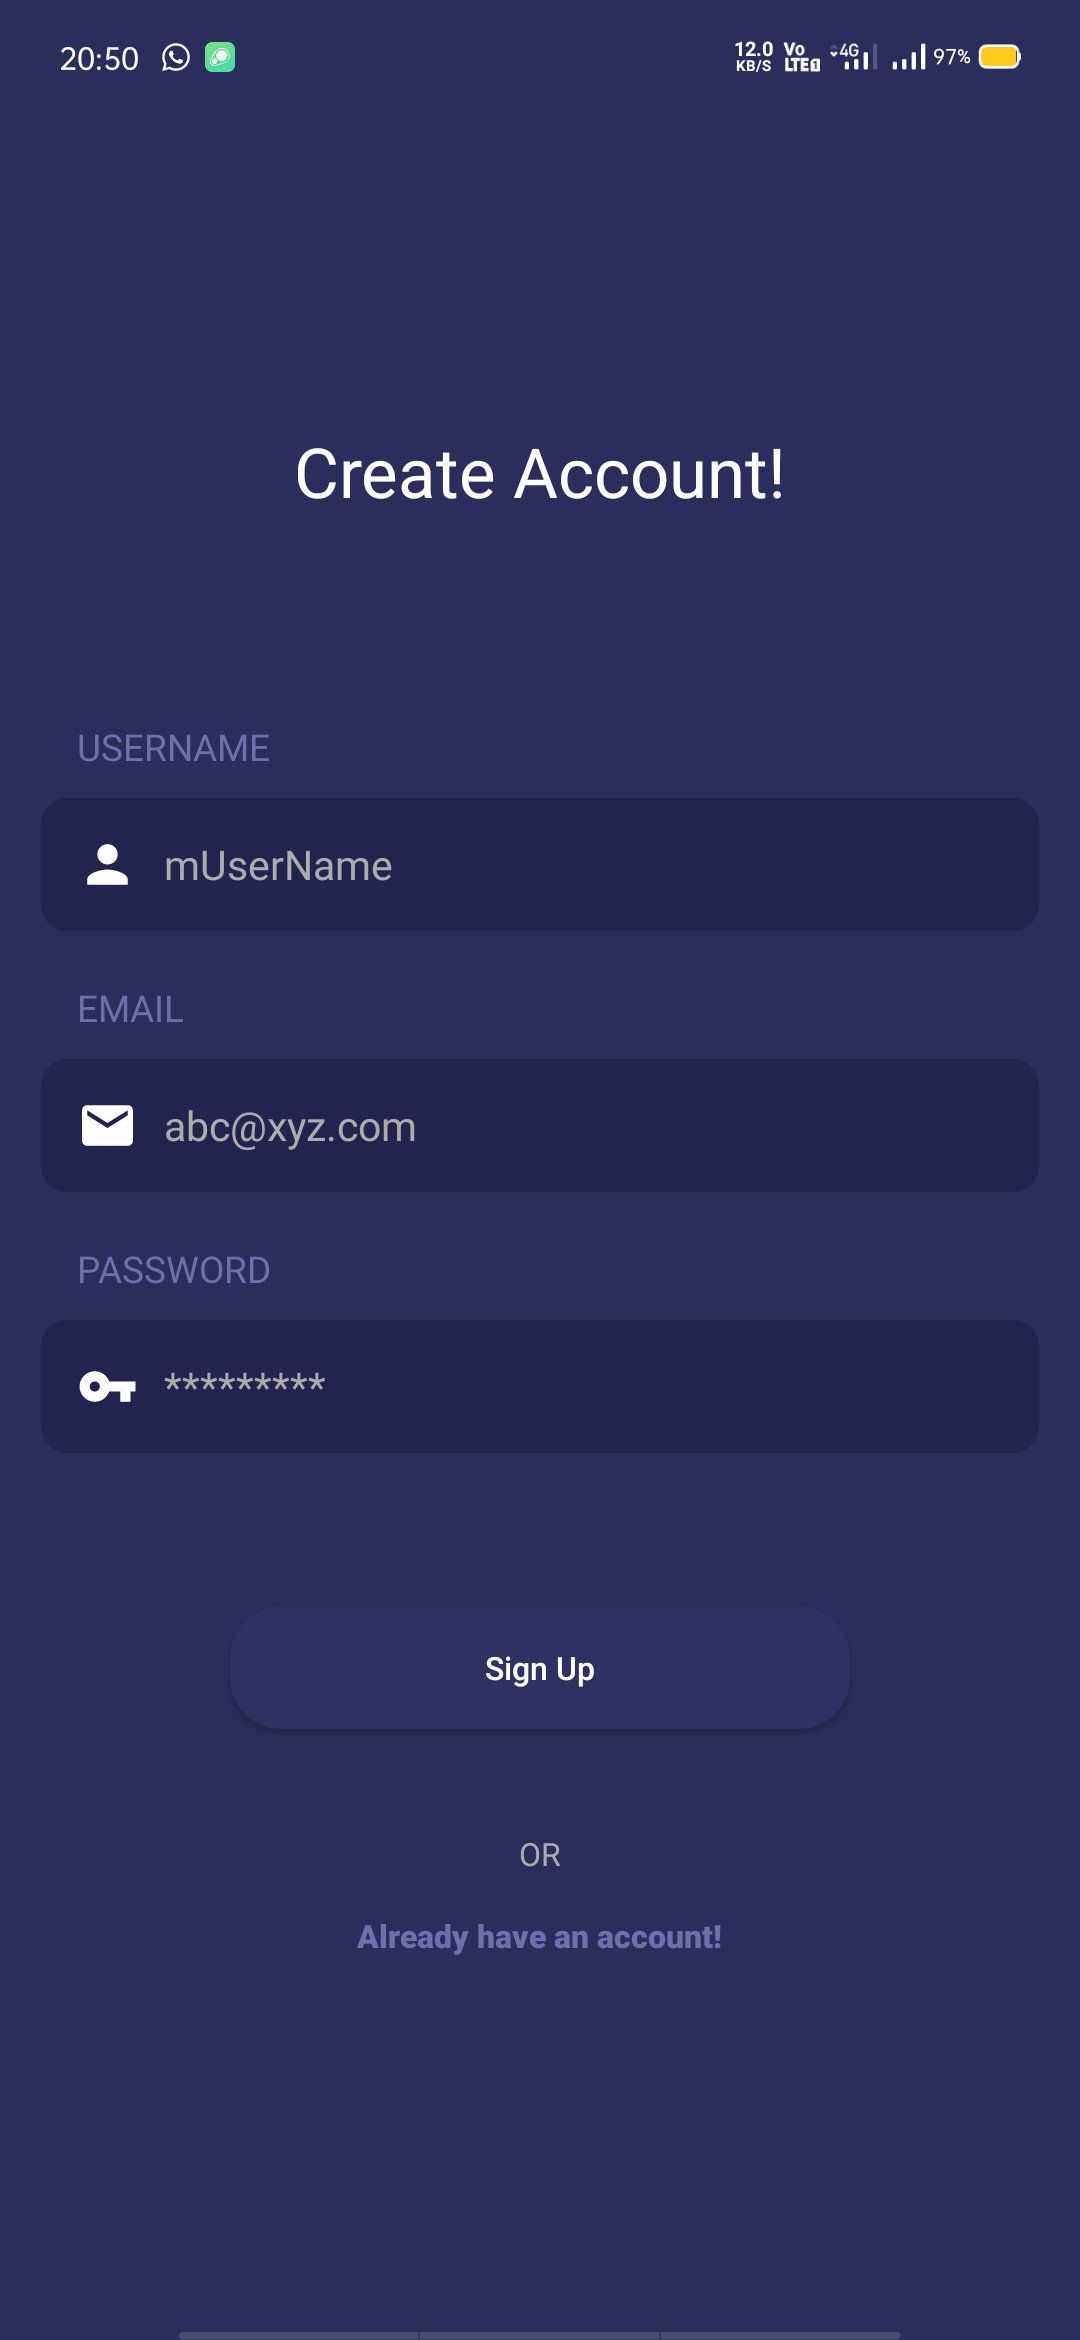 20:50 12.0 KB/S Vo LTE1 4G 97%
Create Account!
USERNAME
mUserName
EMAIL
abc@xyz.com
PASSWORD
*********
Sign Up
OR
Already have an account!